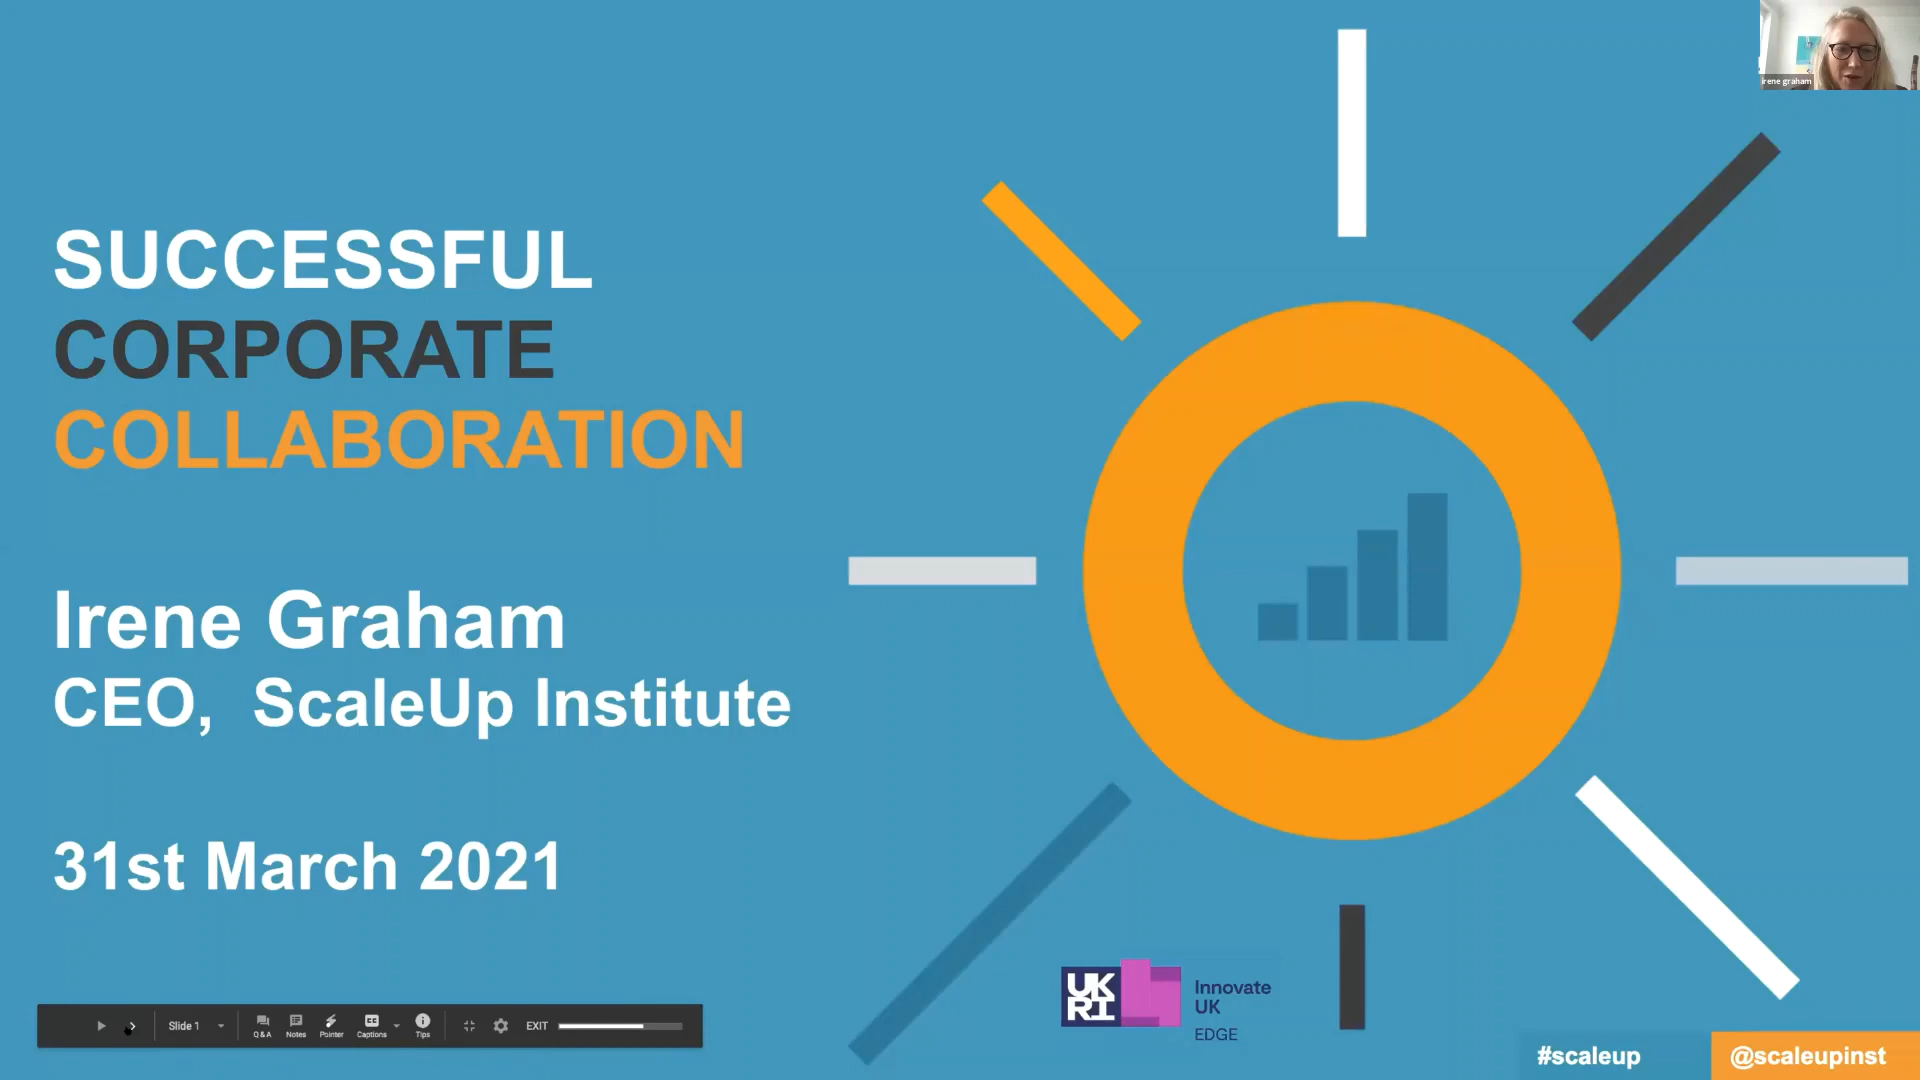 irene graham
SUCCESSFUL
CORPORATE
COLLABORATION
Irene Graham
CEO, ScaleUp Institute
31st March 2021
UK
RI
Innovate
UK
EDGE
Slide 1
Q & A
Notes
Pointer
CC
Captions
Tips
EXIT
#scaleup
@scaleupinst